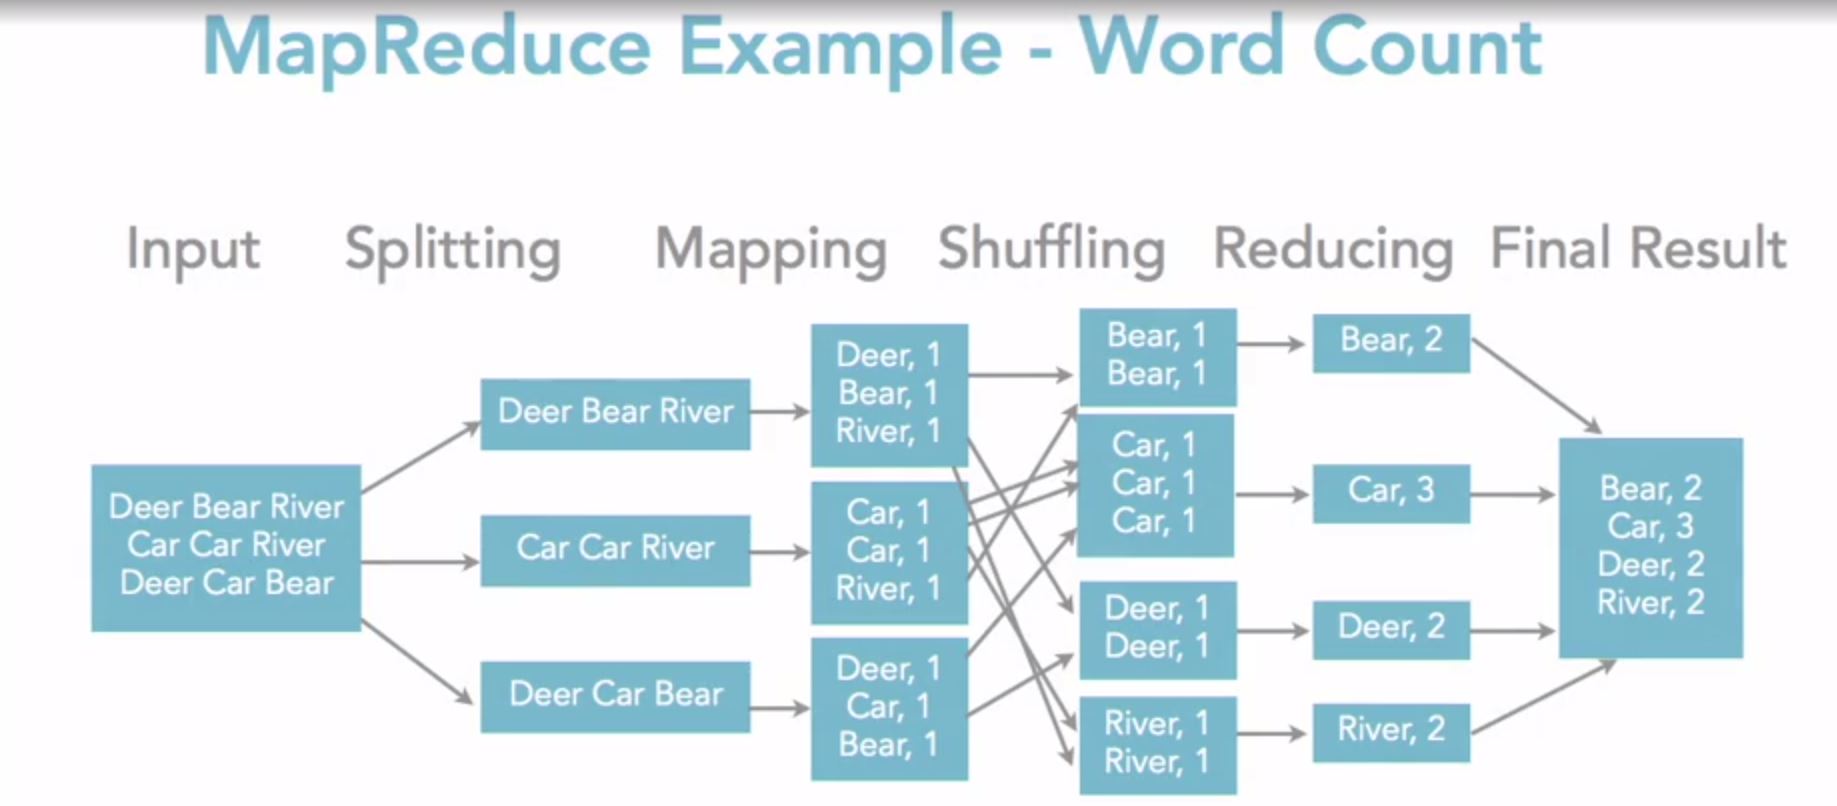 MapReduce Example - Word Count
Input
Splitting
Mapping
Shuffling
Reducing
Final Result
Deer Bear River
Car Car River
Deer Car Bear
Deer Bear River
Car Car River
Deer Car Bear
Deer, 1
Bear, 1
River, 1
Car, 1
Car, 1
River, 1
Deer, 1
Car, 1
Bear, 1
Bear, 1
Bear, 1
Car, 1
Car, 1
Car, 1
Deer, 1
Deer, 1
River, 1
River, 1
Bear, 2
Car, 3
Deer, 2
River, 2
Bear, 2
Car, 3
Deer, 2
River, 2